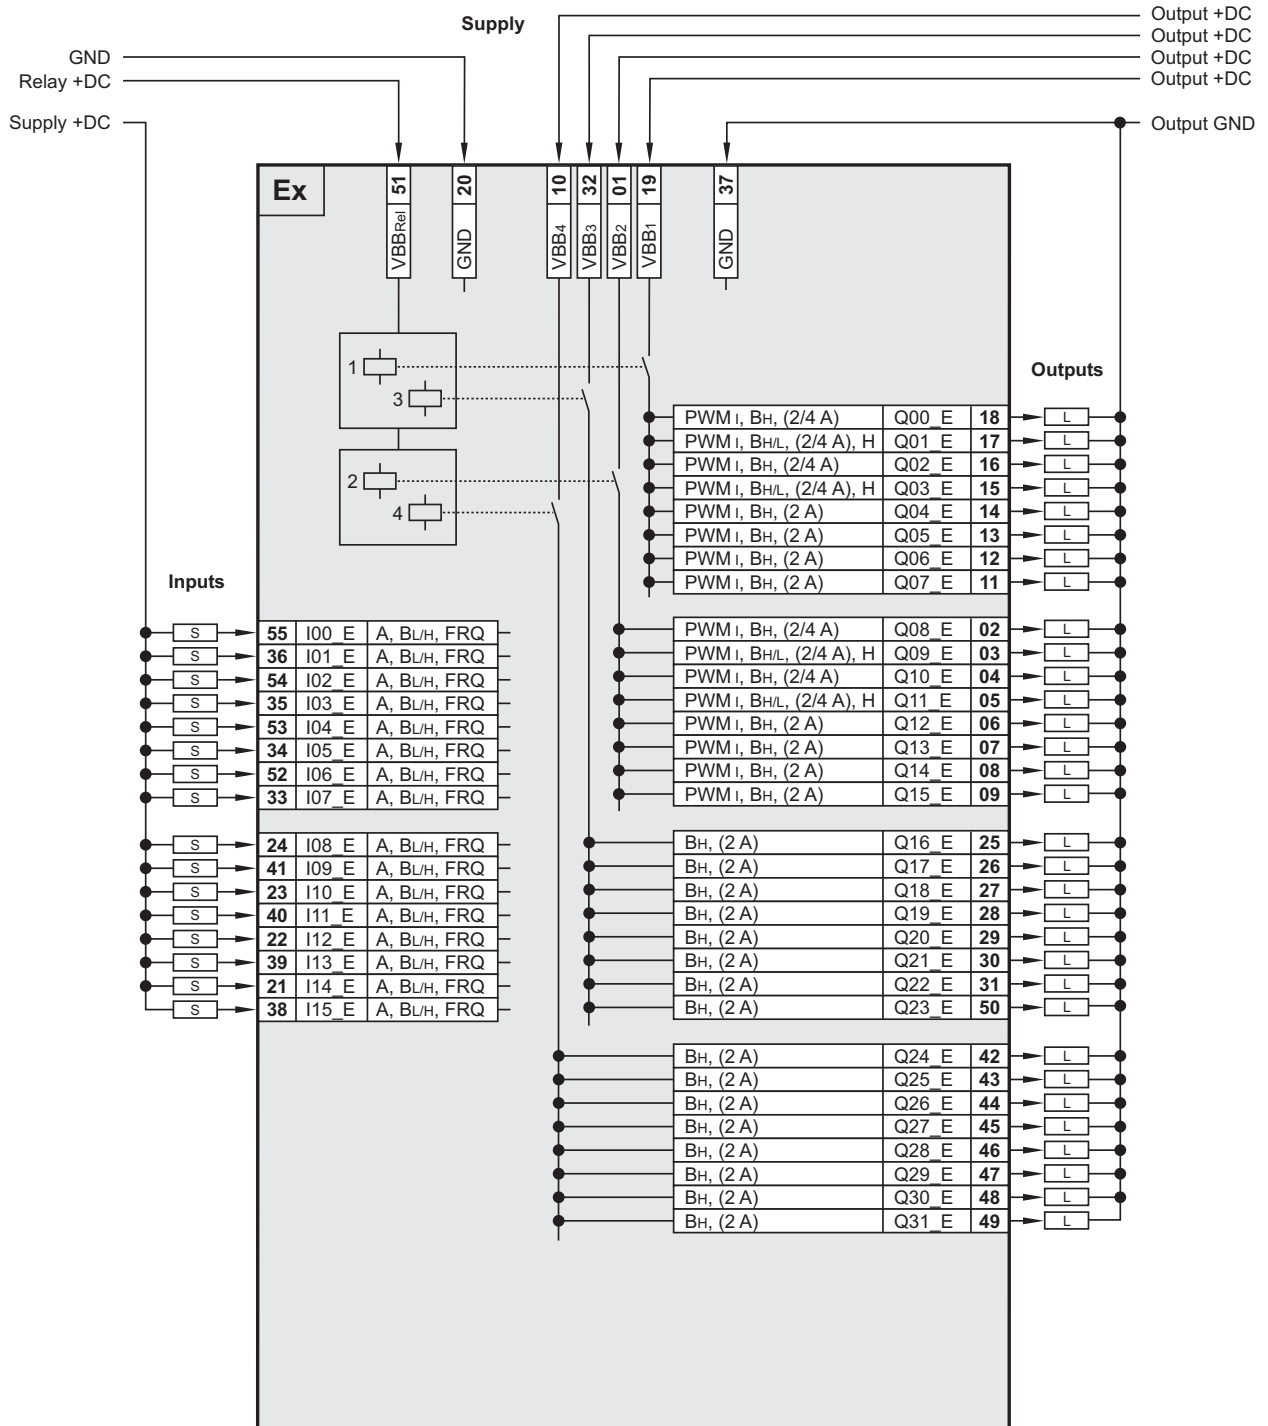 Supply
Output +DC
Output +DC
Output +DC
Output +DC
GND
Relay +DC
Supply +DC
Output GND
Ex
51 VBBRel
20 GND
10 VBB4
32 VBB3
01 VBB2
19 VBB1
37 GND
1
3
2
4
Outputs
PWM I, BH, (2/4 A) Q00_E 18 L
PWM I, BH/L, (2/4 A), H Q01_E 17 L
PWM I, BH, (2/4 A) Q02_E 16 L
PWM I, BH/L, (2/4 A), H Q03_E 15 L
PWM I, BH, (2 A) Q04_E 14 L
PWM I, BH, (2 A) Q05_E 13 L
PWM I, BH, (2 A) Q06_E 12 L
PWM I, BH, (2 A) Q07_E 11 L
PWM I, BH, (2/4 A) Q08_E 02 L
PWM I, BH/L, (2/4 A), H Q09_E 03 L
PWM I, BH, (2/4 A) Q10_E 04 L
PWM I, BH/L, (2/4 A), H Q11_E 05 L
PWM I, BH, (2 A) Q12_E 06 L
PWM I, BH, (2 A) Q13_E 07 L
PWM I, BH, (2 A) Q14_E 08 L
PWM I, BH, (2 A) Q15_E 09 L
BH, (2 A) Q16_E 25 L
BH, (2 A) Q17_E 26 L
BH, (2 A) Q18_E 27 L
BH, (2 A) Q19_E 28 L
BH, (2 A) Q20_E 29 L
BH, (2 A) Q21_E 30 L
BH, (2 A) Q22_E 31 L
BH, (2 A) Q23_E 50 L
BH, (2 A) Q24_E 42 L
BH, (2 A) Q25_E 43 L
BH, (2 A) Q26_E 44 L
BH, (2 A) Q27_E 45 L
BH, (2 A) Q28_E 46 L
BH, (2 A) Q29_E 47 L
BH, (2 A) Q30_E 48 L
BH, (2 A) Q31_E 49 L
Inputs
S 55 I00_E A, BL/H, FRQ
S 36 I01_E A, BL/H, FRQ
S 54 I02_E A, BL/H, FRQ
S 35 I03_E A, BL/H, FRQ
S 53 I04_E A, BL/H, FRQ
S 34 I05_E A, BL/H, FRQ
S 52 I06_E A, BL/H, FRQ
S 33 I07_E A, BL/H, FRQ
S 24 I08_E A, BL/H, FRQ
S 41 I09_E A, BL/H, FRQ
S 23 I10_E A, BL/H, FRQ
S 40 I11_E A, BL/H, FRQ
S 22 I12_E A, BL/H, FRQ
S 39 I13_E A, BL/H, FRQ
S 21 I14_E A, BL/H, FRQ
S 38 I15_E A, BL/H, FRQ